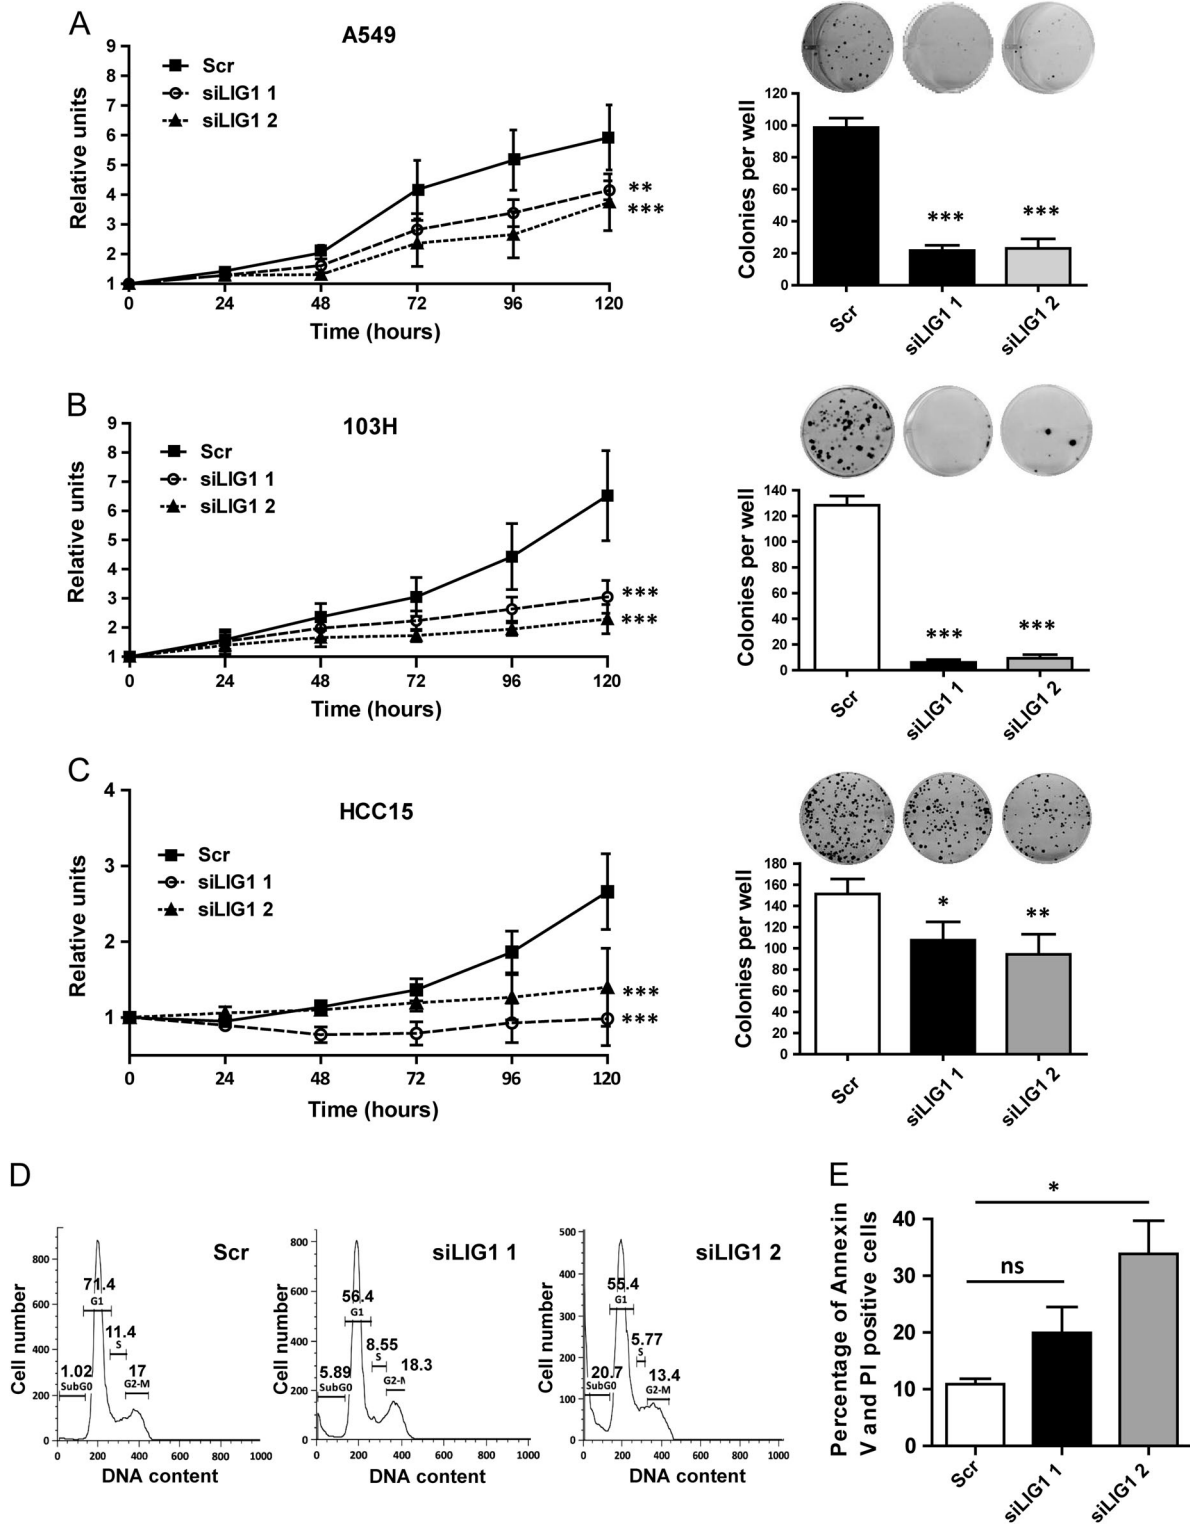 A
A549
Scr
siLIG1 1
siLIG1 2
Relative units
9
8
7
6
5
4
3
2
1
**
***
0 24 48 72 96 120
Time (hours)
Colonies per well
120
100
80
60
40
20
0
*** ***
Scr siLIG1 1 siLIG1 2
B
103H
Scr
siLIG1 1
siLIG1 2
Relative units
9
8
7
6
5
4
3
2
1
***
***
0 24 48 72 96 120
Time (hours)
Colonies per well
140
120
100
80
60
40
20
0
*** ***
Scr siLIG1 1 siLIG1 2
C
HCC15
Scr
siLIG1 1
siLIG1 2
Relative units
4
3
2
1
***
***
0 24 48 72 96 120
Time (hours)
Colonies per well
180
160
140
120
100
80
60
40
20
0
* **
Scr siLIG1 1 siLIG1 2
D
Scr
Cell number
800
600
400
200
0
71.4
G1
11.4
S
1.02
SubG0
17
G2-M
0 200 400 600 800 1000
DNA content
siLIG1 1
Cell number
800
600
400
200
0
56.4
G1
8.55
S
5.89
SubG0
18.3
G2-M
0 200 400 600 800 1000
DNA content
siLIG1 2
Cell number
500
400
300
200
100
0
55.4
G1
5.77
S
20.7
SubG0
13.4
G2-M
0 200 400 600 800 1000
DNA content
E
Percentage of Annexin
V and PI positive cells
40
30
20
10
0
*
ns
Scr siLIG1 1 siLIG1 2